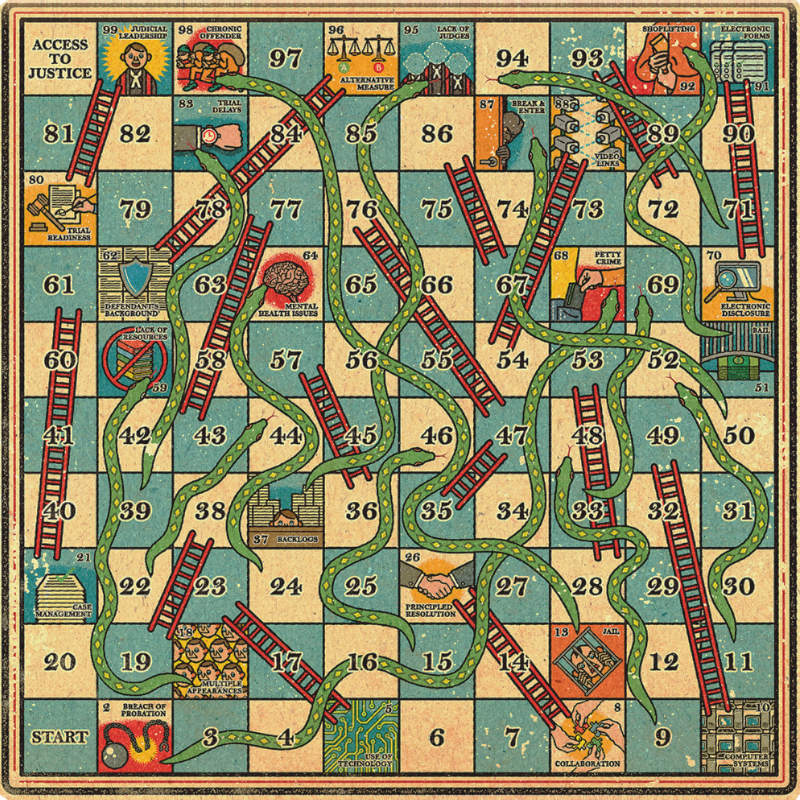 ACCESS
TO
JUSTICE
99 JUDICIAL
LEADERSHIP
98 CHRONIC
OFFENDER
97
96
A B
ALTERNATIVE
MEASURE
95 LACK OF
JUDGES
94
93
SHOPLIFTING
92
ELECTRONIC
FORMS
91
81
82
83 TRIAL
DELAYS
84
85
86
87 BREAK &
ENTER
88
VIDEO
LINKS
89
90
80
TRIAL
READINESS
79
78
77
76
75
74
73
72
71
61
62
DEFENDANT'S
BACKGROUND
63
64
MENTAL
HEALTH ISSUES
65
66
67
68 PETTY
CRIME
69
70
ELECTRONIC
DISCLOSURE
60
LACK OF
RESOURCES
59
58
57
56
55
54
53
52
BAIL
51
41
42
43
44
45
46
47
48
49
50
40
39
38
37 BACKLOGS
36
35
34
33
32
31
21
CASE
MANAGEMENT
22
23
24
25
26
PRINCIPLED
RESOLUTION
27
28
29
30
20
19
18
MULTIPLE
APPEARANCES
17
16
15
14
13 JAIL
12
11
START
2 BREACH OF
PROBATION
3
4
5
USE OF
TECHNOLOGY
6
7
8
COLLABORATION
9
10
COMPUTER
SYSTEMS